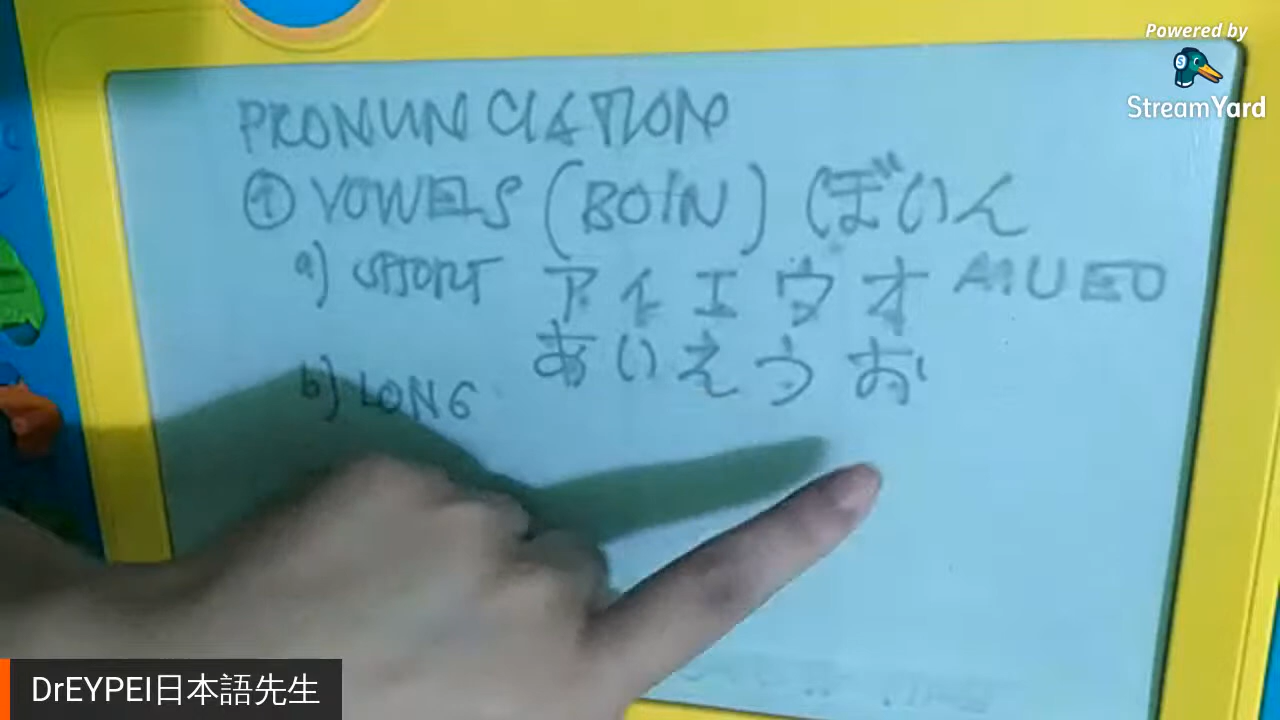 Powered by
StreamYard
PRONUNCIATION
① VOWELS (BOIN) (ぼいん
a) SHORT アイエウオ AIUEO
あいえうお
b) LONG
DrEYPEI日本語先生